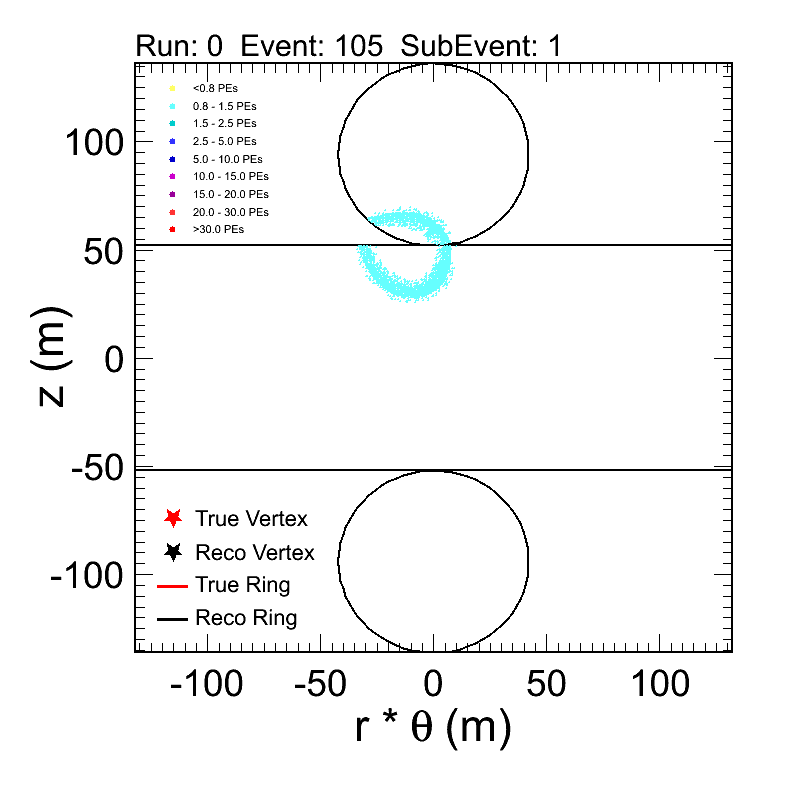 Run: 0  Event: 105  SubEvent: 1
<0.8 PEs
0.8 - 1.5 PEs
1.5 - 2.5 PEs
2.5 - 5.0 PEs
5.0 - 10.0 PEs
10.0 - 15.0 PEs
15.0 - 20.0 PEs
20.0 - 30.0 PEs
>30.0 PEs
100
50
0
-50
-100
z (m)
True Vertex
Reco Vertex
True Ring
Reco Ring
-100 -50 0 50 100
r * θ (m)